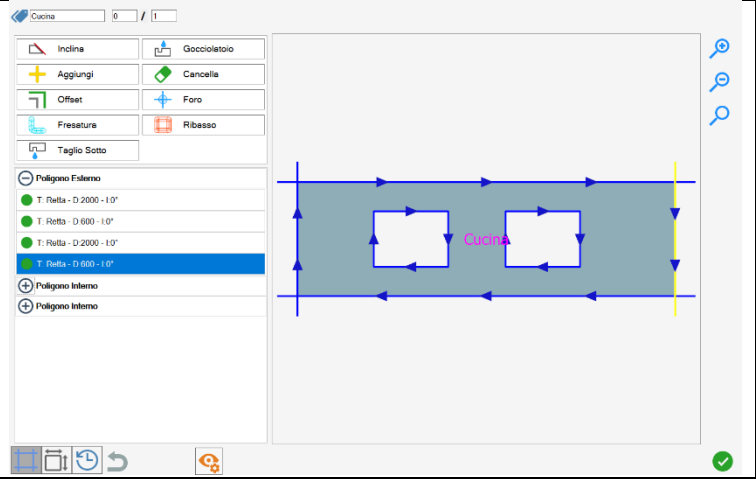 Cucina 0 / 1
Inclina Gocciolatoio
Aggiungi Cancella
Offset Foro
Fresatura Ribasso
Taglio Sotto
Poligono Esterno
T: Retta - D:2000 - I:0°
T: Retta - D:600 - I:0°
T: Retta - D:2000 - I:0°
T: Retta - D:600 - I:0°
Poligono Interno
Poligono Interno
Cucina